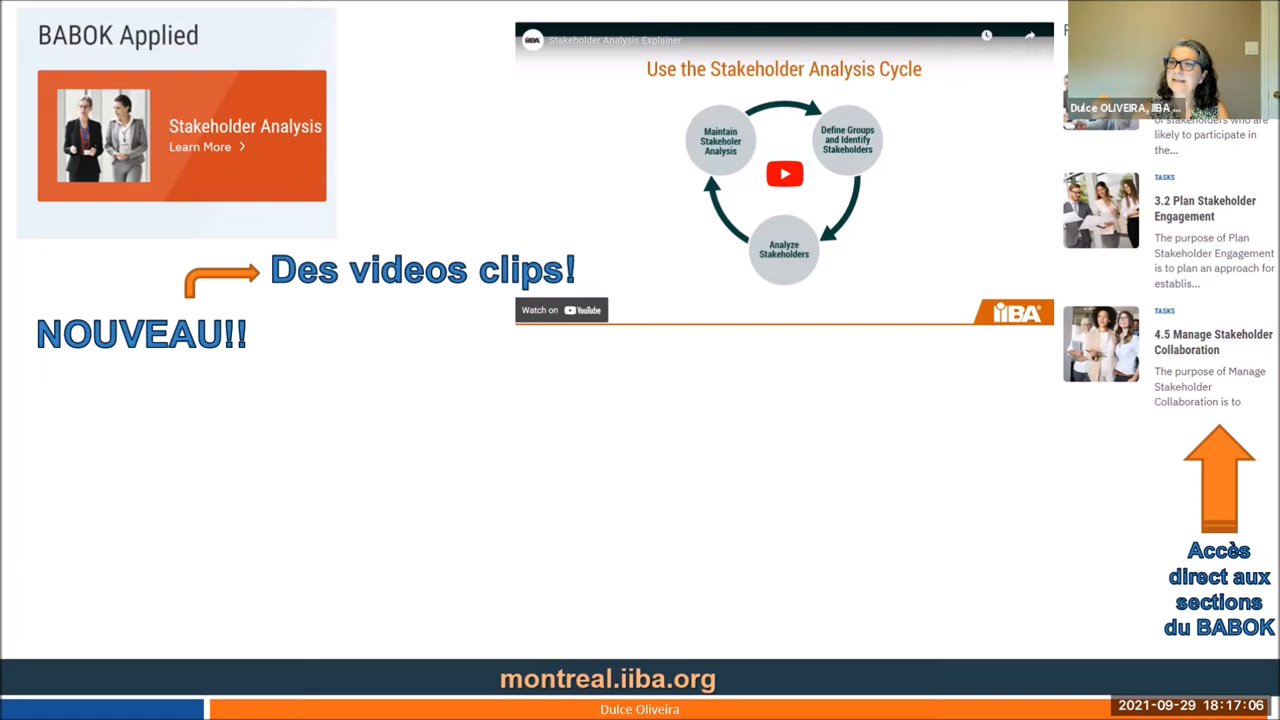 BABOK Applied
Stakeholder Analysis
Learn More
NOUVEAU!!
Des videos clips!
IIBA
Stakeholder Analysis Explainer
Use the Stakeholder Analysis Cycle
Maintain
Stakeholer
Analysis
Define Groups
and Identify
Stakeholders
Analyze
Stakeholders
Watch on YouTube
IIBA
Dulce OLIVEIRA, IIBA ...
of stakeholders who are
likely to participate in
the...
TASKS
3.2 Plan Stakeholder
Engagement
The purpose of Plan
Stakeholder Engagement
is to plan an approach for
establis...
TASKS
4.5 Manage Stakeholder
Collaboration
The purpose of Manage
Stakeholder
Collaboration is to
Accès
direct aux
sections
du BABOK
montreal.iiba.org
Dulce Oliveira
2021-09-29 18:17:06